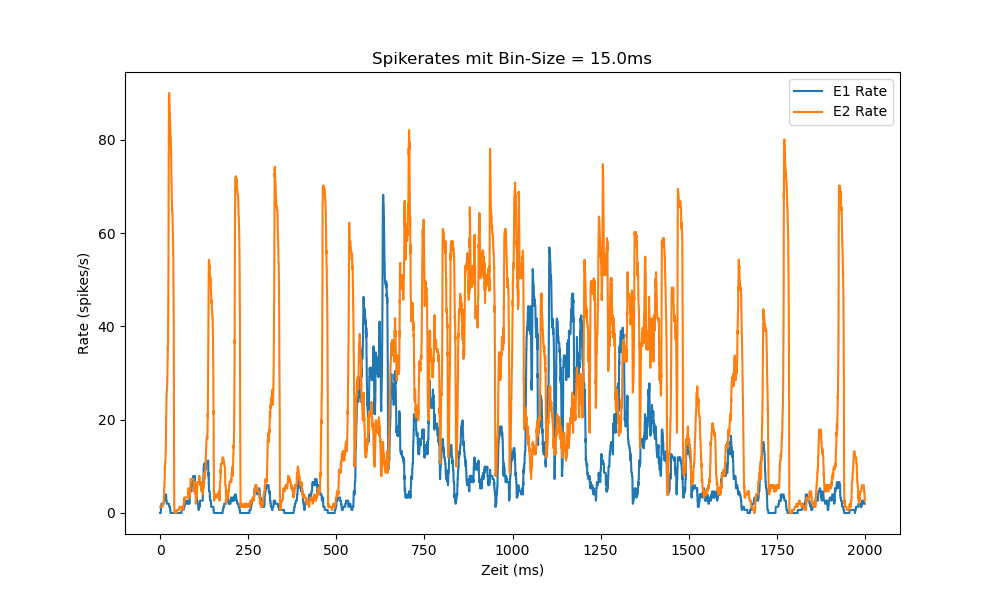 Spikerates mit Bin-Size = 15.0ms
E1 Rate
E2 Rate
Rate (spikes/s)
80
60
40
20
0
0 250 500 750 1000 1250 1500 1750 2000
Zeit (ms)